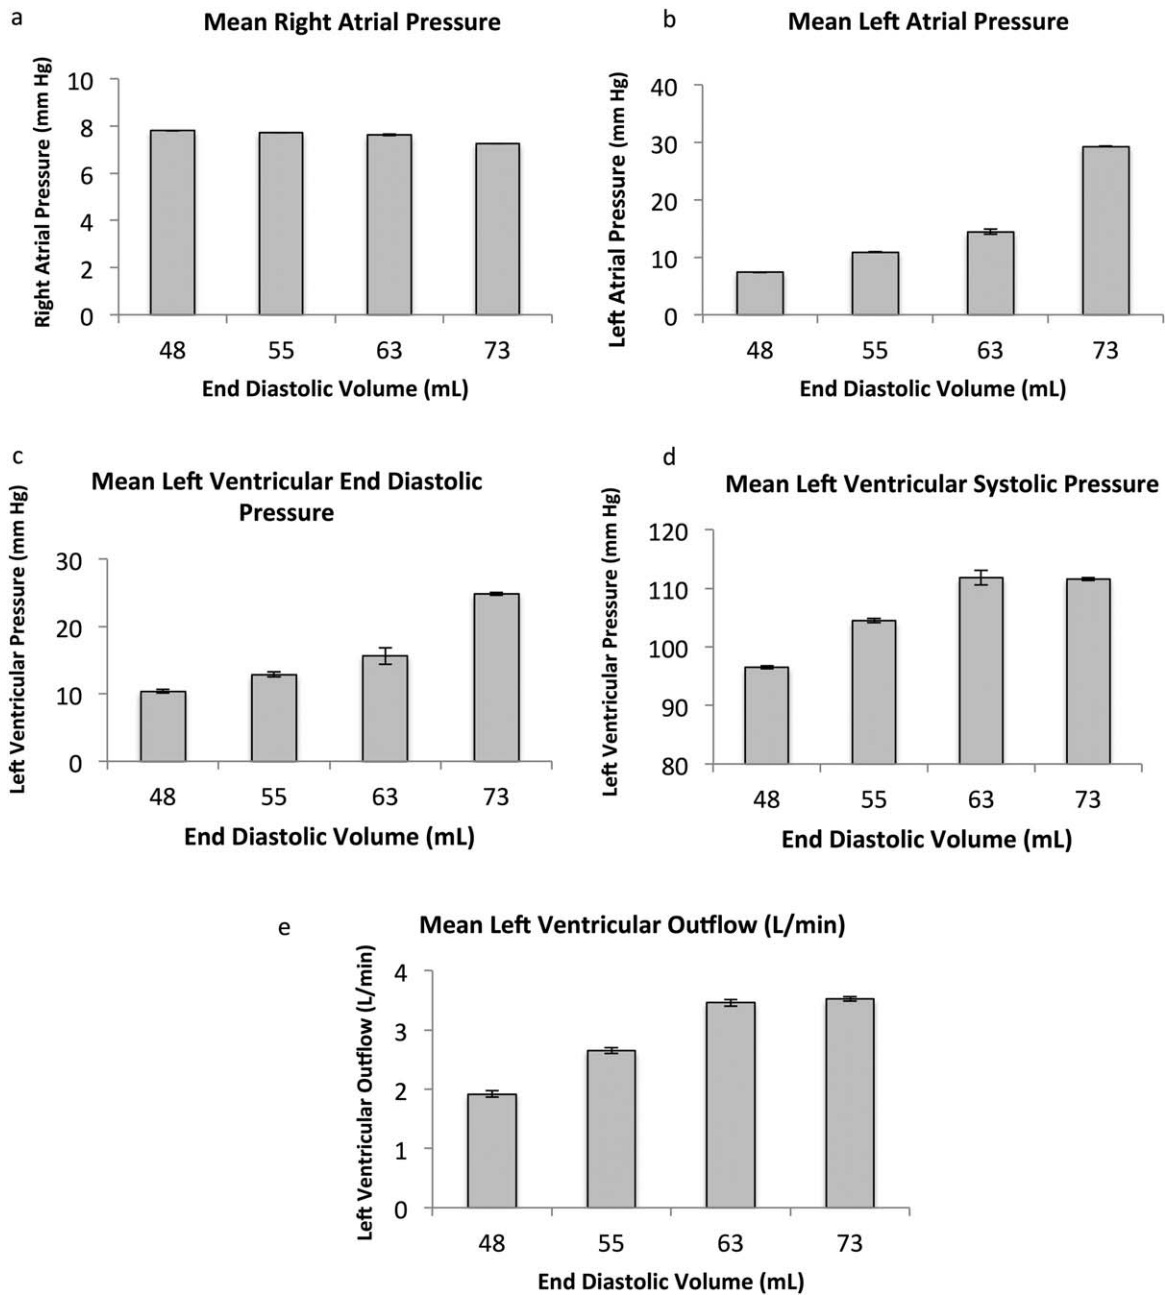 a
Mean Right Atrial Pressure
Right Atrial Pressure (mm Hg)
10
8
6
4
2
0
48 55 63 73
End Diastolic Volume (mL)
b
Mean Left Atrial Pressure
Left Atrial Pressure (mm Hg)
40
30
20
10
0
48 55 63 73
End Diastolic Volume (mL)
c
Mean Left Ventricular End Diastolic
Pressure
Left Ventricular Pressure (mm Hg)
30
20
10
0
48 55 63 73
End Diastolic Volume (mL)
d
Mean Left Ventricular Systolic Pressure
Left Ventricular Pressure (mm Hg)
120
110
100
90
80
48 55 63 73
End Diastolic Volume (mL)
e
Mean Left Ventricular Outflow (L/min)
Left Ventricular Outflow (L/min)
4
3
2
1
0
48 55 63 73
End Diastolic Volume (mL)